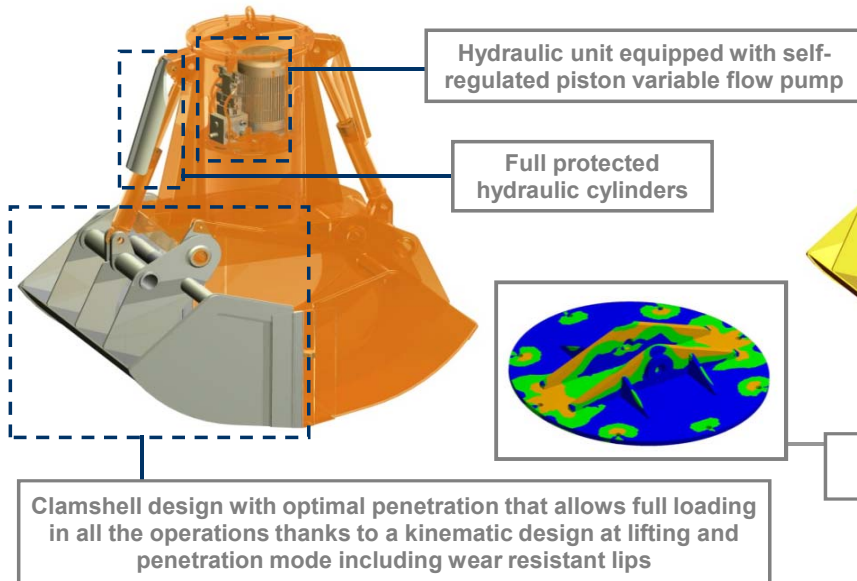 Hydraulic unit equipped with self-
regulated piston variable flow pump
Full protected
hydraulic cylinders
Clamshell design with optimal penetration that allows full loading
in all the operations thanks to a kinematic design at lifting and
penetration mode including wear resistant lips